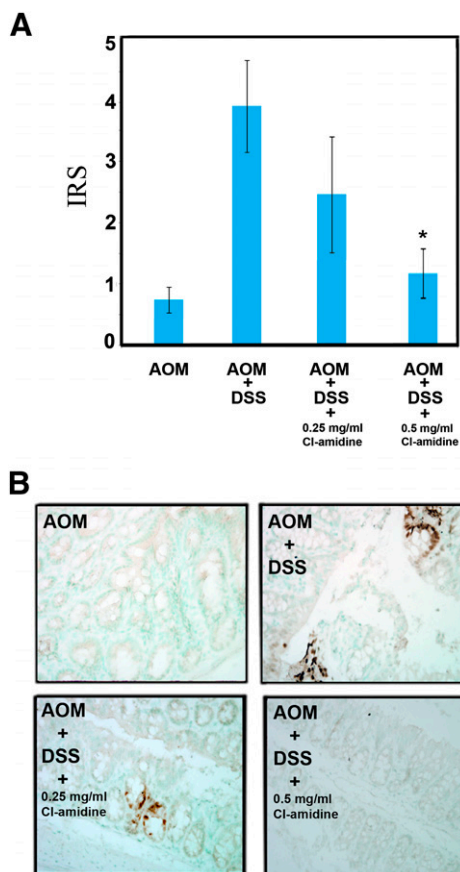 A
5
4
3
2
1
0
IRS
*
AOM
AOM
+
DSS
AOM
+
DSS
+
0.25 mg/ml
Cl-amidine
AOM
+
DSS
+
0.5 mg/ml
Cl-amidine
B
AOM
AOM
+
DSS
AOM
+
DSS
+
0.25 mg/ml
Cl-amidine
AOM
+
DSS
+
0.5 mg/ml
Cl-amidine